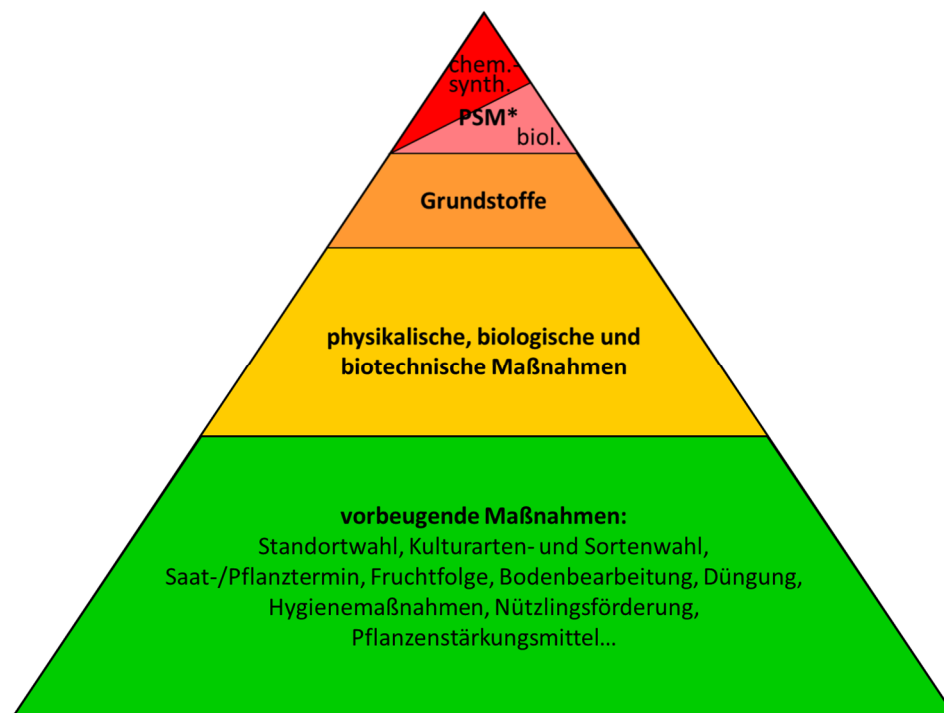 chem.-
synth.
PSM*
biol.
Grundstoffe
physikalische, biologische und
biotechnische Maßnahmen
vorbeugende Maßnahmen:
Standortwahl, Kulturarten- und Sortenwahl,
Saat-/Pflanztermin, Fruchtfolge, Bodenbearbeitung, Düngung,
Hygienemaßnahmen, Nützlingsförderung,
Pflanzenstärkungsmittel...